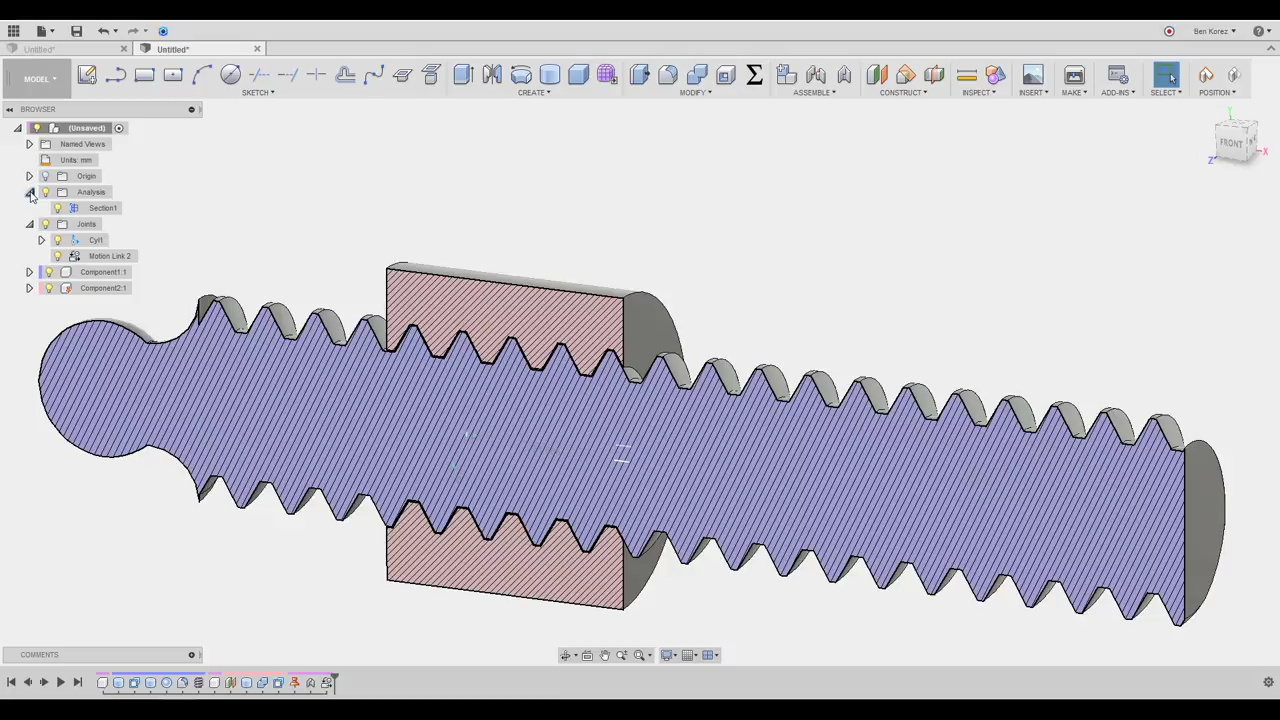 Ben Korez
Untitled*
Untitled*
MODEL
SKETCH
CREATE
MODIFY
ASSEMBLE
CONSTRUCT
INSPECT
INSERT
MAKE
ADD-INS
SELECT
POSITION
BROWSER
(Unsaved)
Named Views
Units: mm
Origin
Analysis
Section1
Joints
Cyl1
Motion Link 2
Component1:1
Component2:1
Y
FRONT
X
Z
COMMENTS